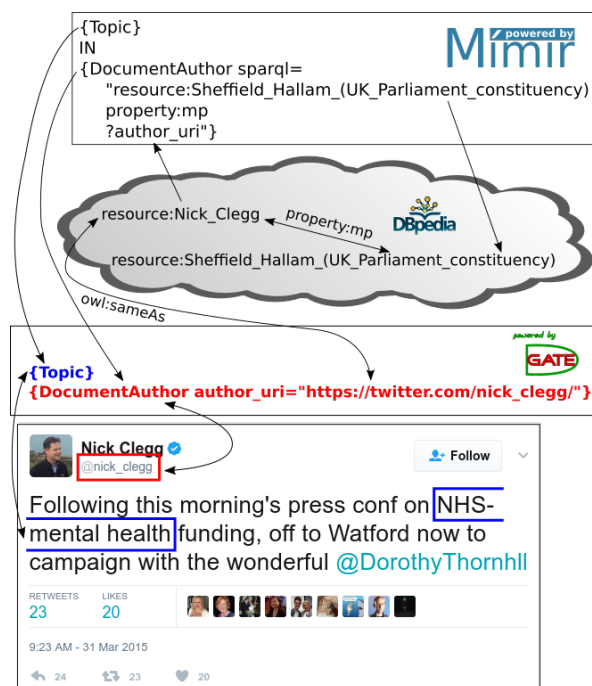 {Topic}
IN
{DocumentAuthor sparql=
"resource:Sheffield_Hallam_(UK_Parliament_constituency)
property:mp
?author_uri"}
powered by
Mímir
resource:Nick_Clegg
property:mp
DBpedia
resource:Sheffield_Hallam_(UK_Parliament_constituency)
owl:sameAs
powered by
GATE
{Topic}
{DocumentAuthor author_uri="https://twitter.com/nick_clegg/"}
Nick Clegg
@nick_clegg
Follow
Following this morning's press conf on NHS-
mental health funding, off to Watford now to
campaign with the wonderful @DorothyThornhll
RETWEETS LIKES
23 20
9:23 AM - 31 Mar 2015
24 23 20